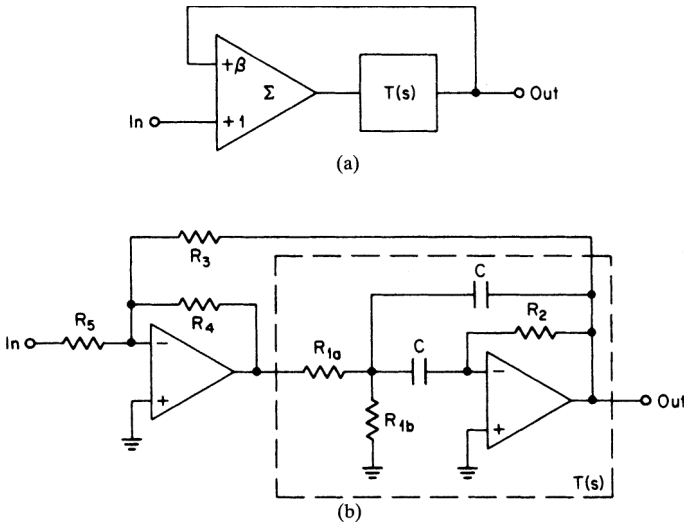 +β
Σ
T(s)
Out
In
+1
(a)
R3
C
R5
R4
R2
In
R1a
C
−
−
+
R1b
+
Out
T(s)
(b)